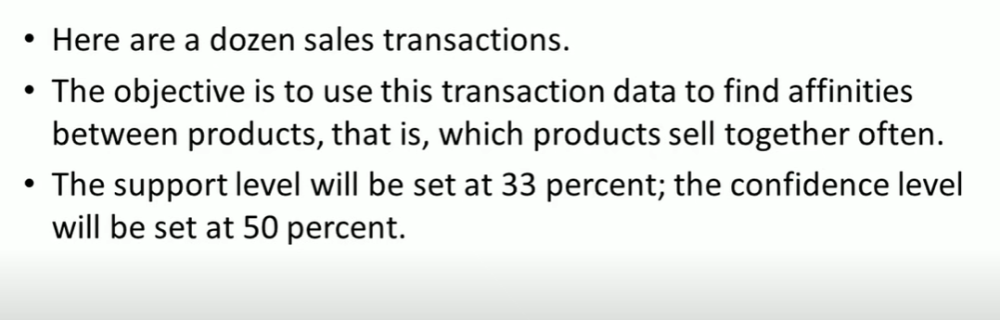 • Here are a dozen sales transactions.
• The objective is to use this transaction data to find affinities
between products, that is, which products sell together often.
• The support level will be set at 33 percent; the confidence level
will be set at 50 percent.